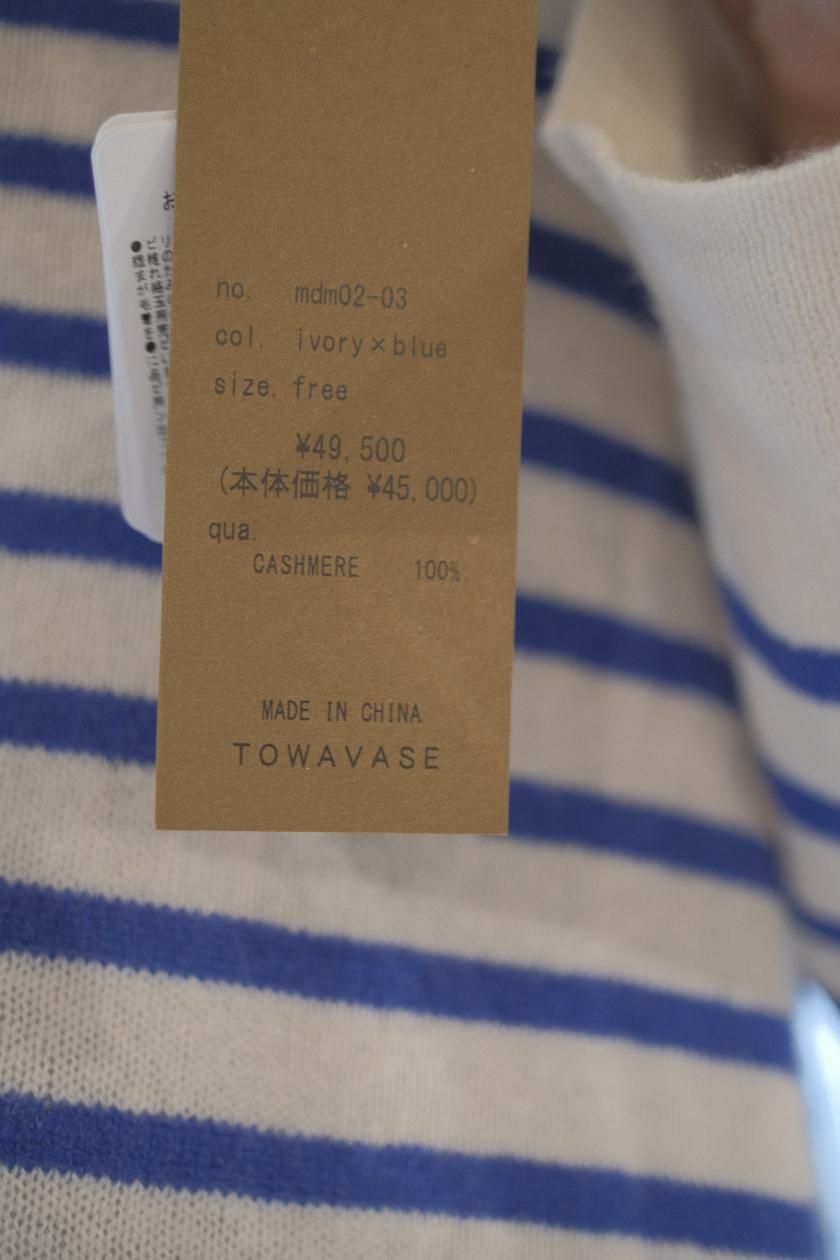 no. mdm02-03
col. ivory×blue
size. free
¥49,500
(本体価格 ¥45,000)
qua.
CASHMERE 100%
MADE IN CHINA
TOWAVASE
お